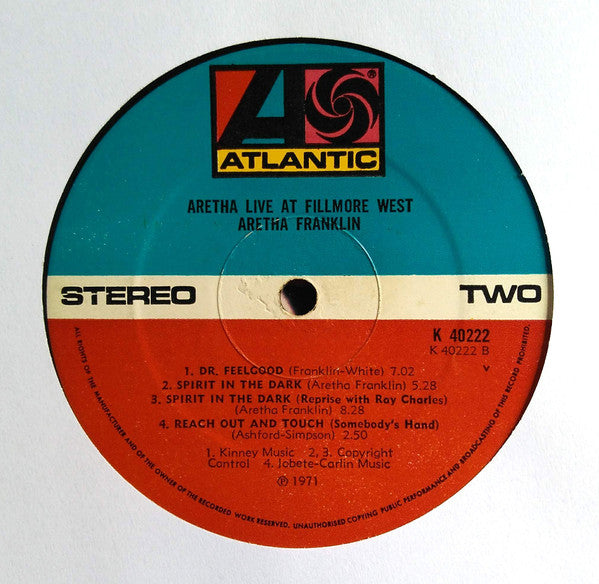 A
®
ATLANTIC
ARETHA LIVE AT FILLMORE WEST
ARETHA FRANKLIN
STEREO
TWO
K 40222
K 40222 B
v
1. DR. FEELGOOD (Franklin-White) 7.02
2. SPIRIT IN THE DARK (Aretha Franklin) 5.28
3. SPIRIT IN THE DARK (Reprise with Ray Charles)
(Aretha Franklin) 8.28
4. REACH OUT AND TOUCH (Somebody's Hand)
(Ashford-Simpson) 2.50
1. Kinney Music 2, 3. Copyright
Control 4. Jobete-Carlin Music
℗ 1971
ALL RIGHTS OF THE MANUFACTURER AND OF THE OWNER OF THE RECORDED WORK RESERVED. UNAUTHORISED COPYING PUBLIC PERFORMANCE AND BROADCASTING OF THIS RECORD PROHIBITED.